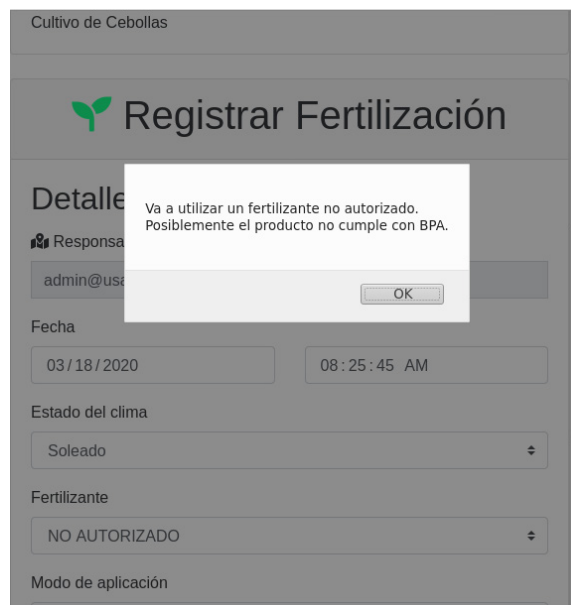 Cultivo de Cebollas
Registrar Fertilización
Detalle
Va a utilizar un fertilizante no autorizado.
Posiblemente el producto no cumple con BPA.
OK
Responsa
admin@usa
Fecha
03/18/2020
08:25:45 AM
Estado del clima
Soleado
Fertilizante
NO AUTORIZADO
Modo de aplicación